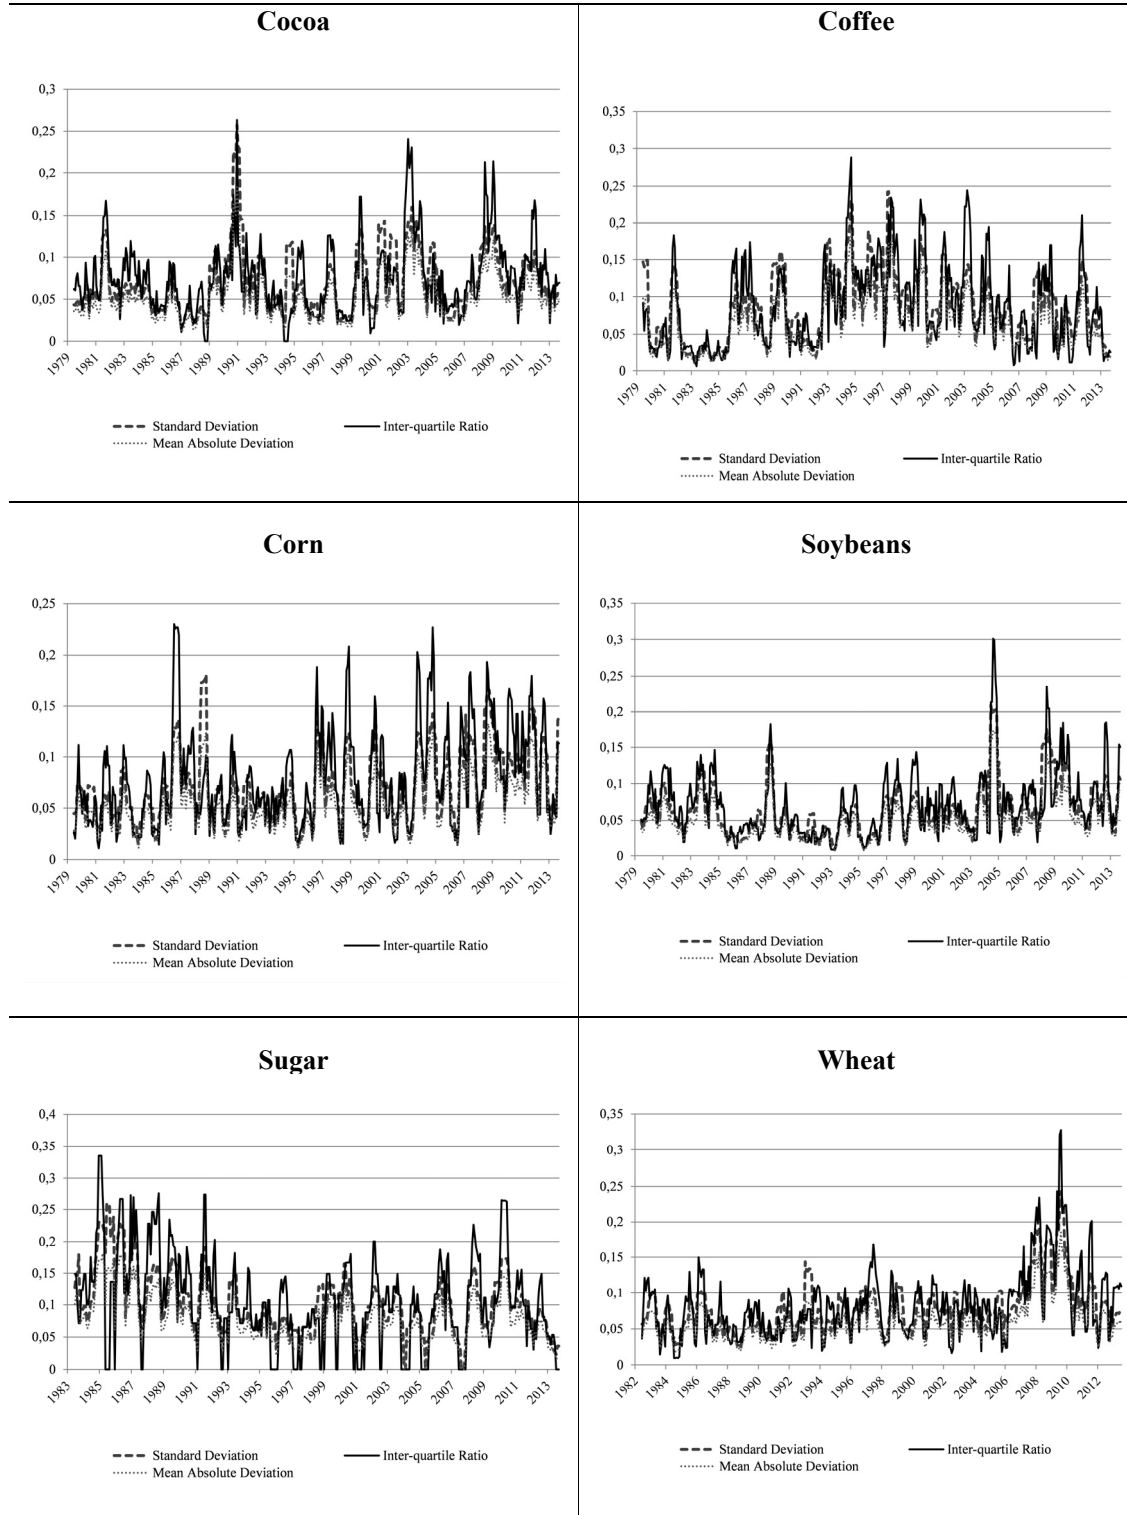 Cocoa
0,3
0,25
0,2
0,15
0,1
0,05
0
1979 1981 1983 1985 1987 1989 1991 1993 1995 1997 1999 2001 2003 2005 2007 2009 2011 2013
Standard Deviation Inter-quartile Ratio
Mean Absolute Deviation
Coffee
0,35
0,3
0,25
0,2
0,15
0,1
0,05
0
1979 1981 1983 1985 1987 1989 1991 1993 1995 1997 1999 2001 2003 2005 2007 2009 2011 2013
Standard Deviation Inter-quartile Ratio
Mean Absolute Deviation
Corn
0,25
0,2
0,15
0,1
0,05
0
1979 1981 1983 1985 1987 1989 1991 1993 1995 1997 1999 2001 2003 2005 2007 2009 2011 2013
Standard Deviation Inter-quartile Ratio
Mean Absolute Deviation
Soybeans
0,35
0,3
0,25
0,2
0,15
0,1
0,05
0
1979 1981 1983 1985 1987 1989 1991 1993 1995 1997 1999 2001 2003 2005 2007 2009 2011 2013
Standard Deviation Inter-quartile Ratio
Mean Absolute Deviation
Sugar
0,4
0,35
0,3
0,25
0,2
0,15
0,1
0,05
0
1983 1985 1987 1989 1991 1993 1995 1997 1999 2001 2003 2005 2007 2009 2011 2013
Standard Deviation Inter-quartile Ratio
Mean Absolute Deviation
Wheat
0,35
0,3
0,25
0,2
0,15
0,1
0,05
0
1982 1984 1986 1988 1990 1992 1994 1996 1998 2000 2002 2004 2006 2008 2010 2012
Standard Deviation Inter-quartile Ratio
Mean Absolute Deviation